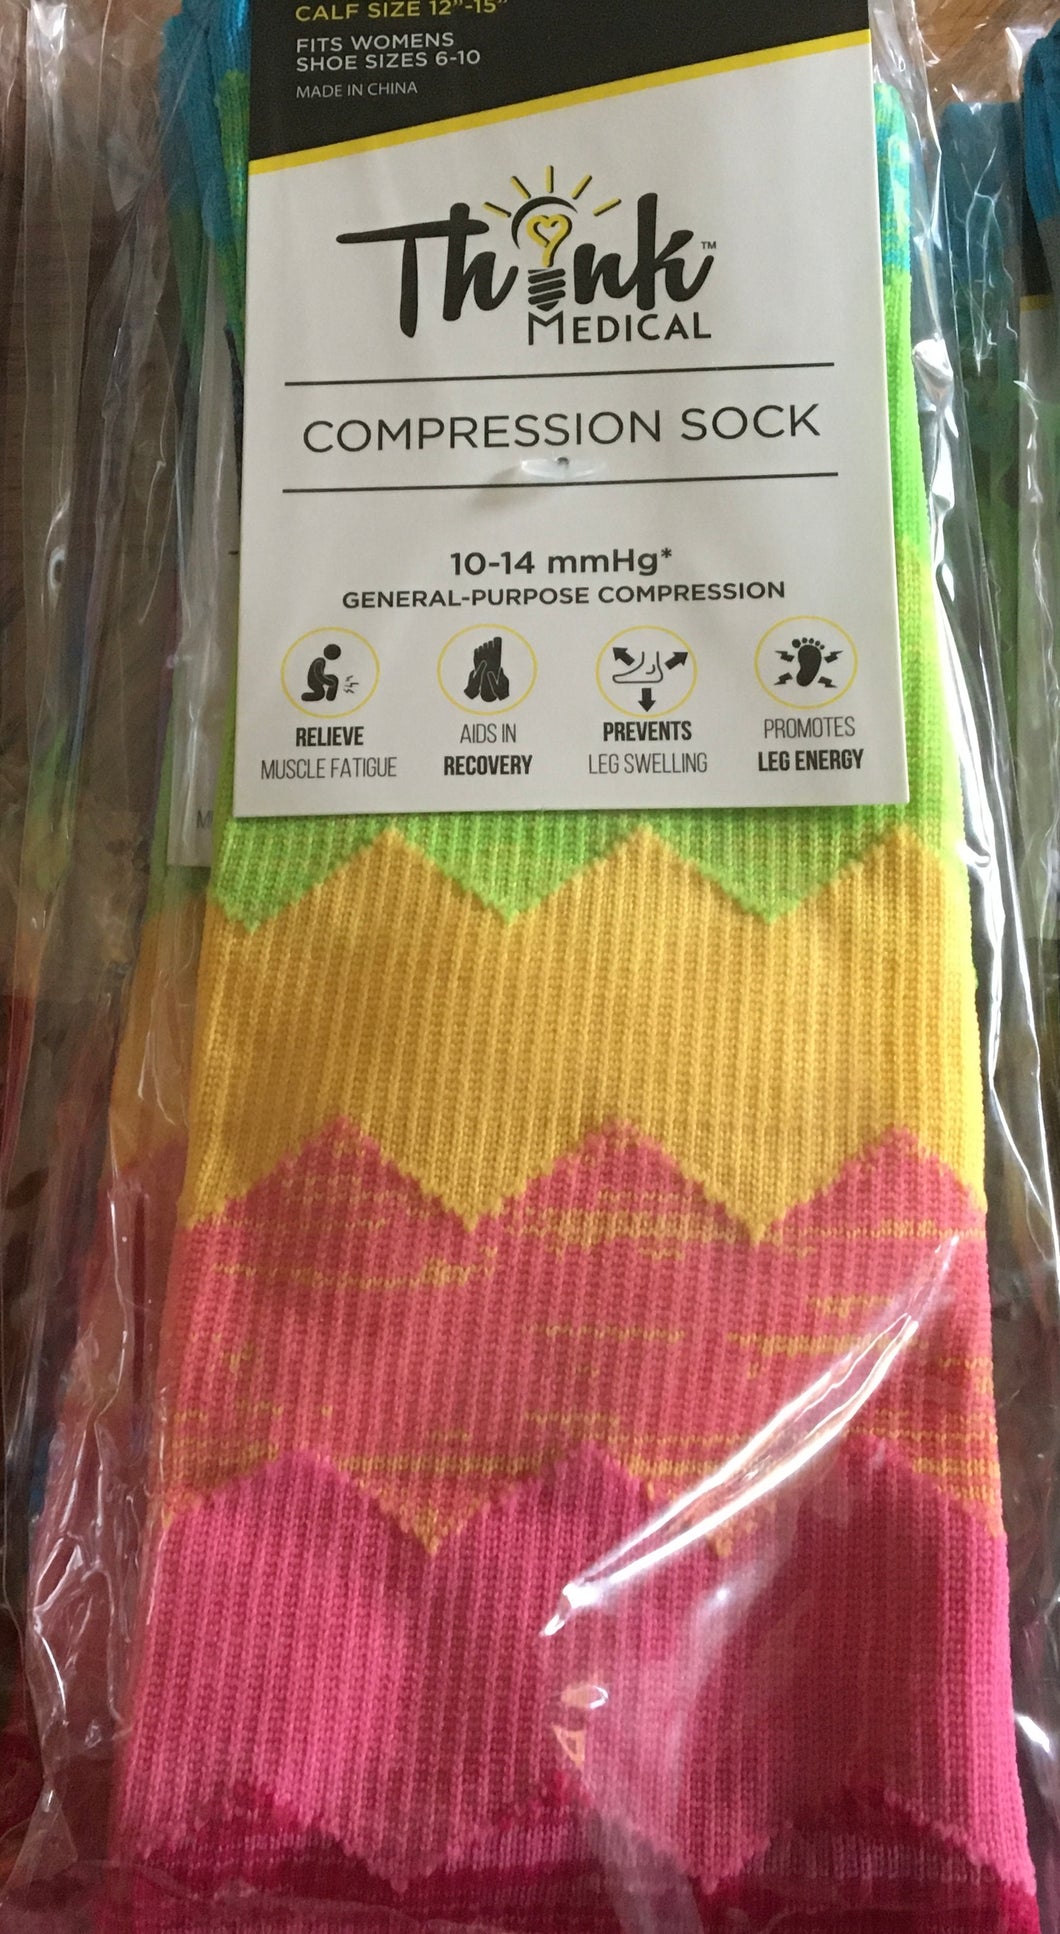 CALF SIZE 12"-15"
FITS WOMENS
SHOE SIZES 6-10
MADE IN CHINA
Think™
MEDICAL
COMPRESSION SOCK
10-14 mmHg*
GENERAL-PURPOSE COMPRESSION
RELIEVE
MUSCLE FATIGUE
AIDS IN
RECOVERY
PREVENTS
LEG SWELLING
PROMOTES
LEG ENERGY